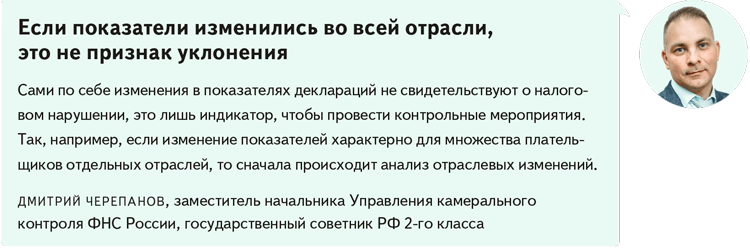 Если показатели изменились во всей отрасли,
это не признак уклонения
Сами по себе изменения в показателях деклараций не свидетельствуют о налого-
вом нарушении, это лишь индикатор, чтобы провести контрольные мероприятия.
Так, например, если изменение показателей характерно для множества платель-
щиков отдельных отраслей, то сначала происходит анализ отраслевых изменений.
ДМИТРИЙ ЧЕРЕПАНОВ, заместитель начальника Управления камерального
контроля ФНС России, государственный советник РФ 2-го класса